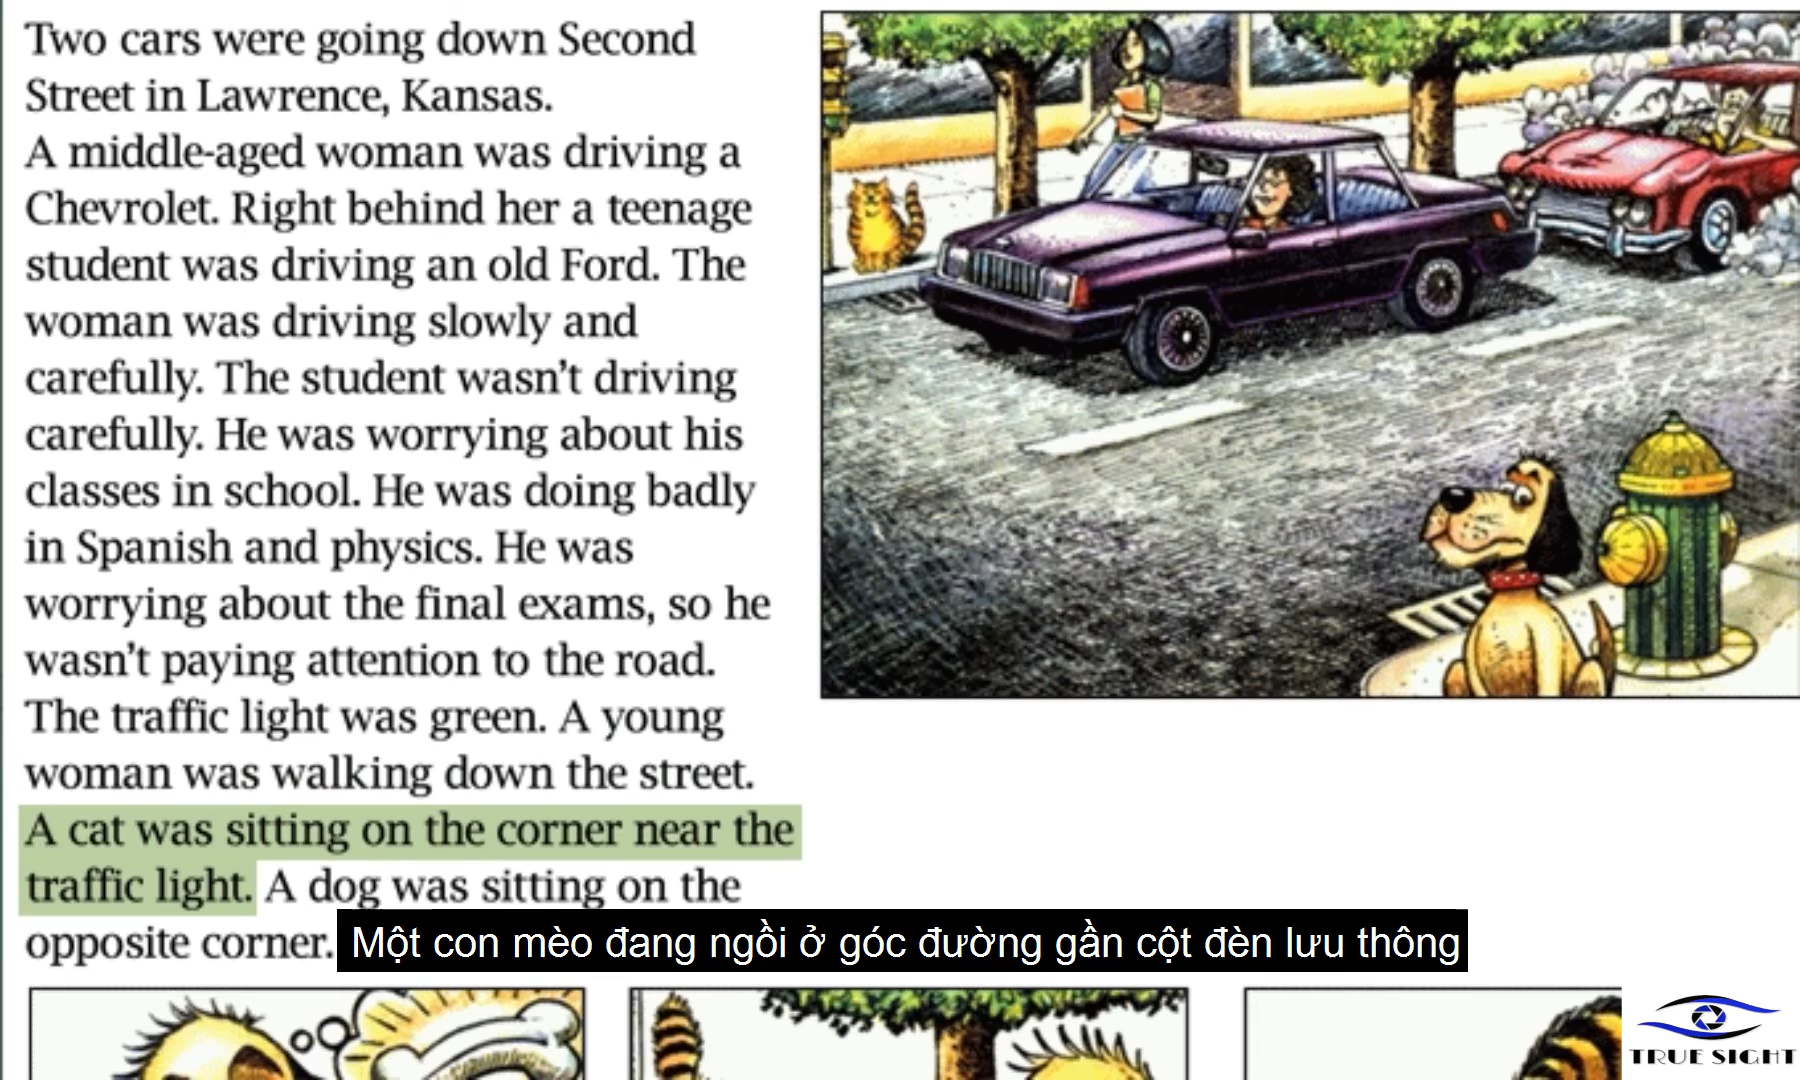 Two cars were going down Second
Street in Lawrence, Kansas.
A middle-aged woman was driving a
Chevrolet. Right behind her a teenage
student was driving an old Ford. The
woman was driving slowly and
carefully. The student wasn't driving
carefully. He was worrying about his
classes in school. He was doing badly
in Spanish and physics. He was
worrying about the final exams, so he
wasn't paying attention to the road.
The traffic light was green. A young
woman was walking down the street.
A cat was sitting on the corner near the
traffic light. A dog was sitting on the
opposite corner.
Một con mèo đang ngồi ở góc đường gần cột đèn lưu thông
TRUE SIGHT